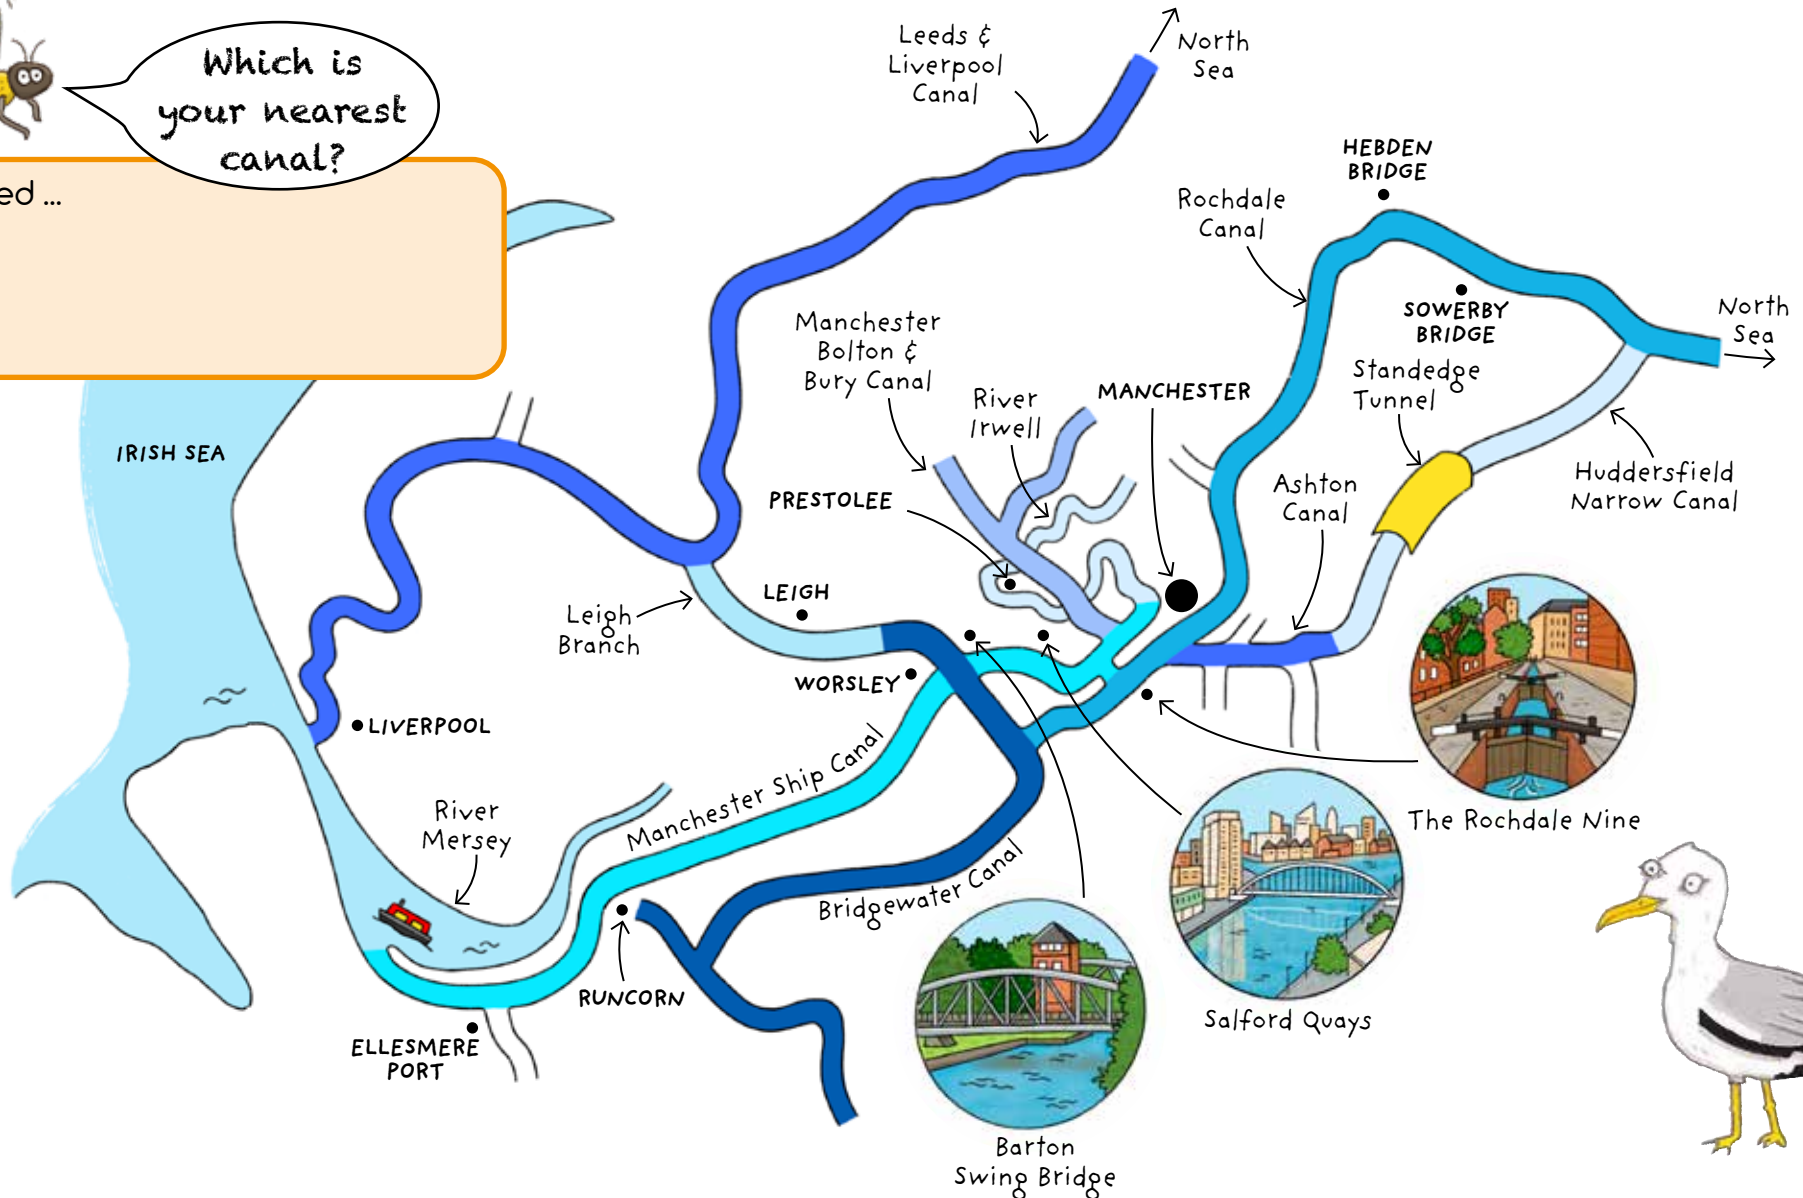 Which is
your nearest
canal?
ed ...
Leeds &
Liverpool
Canal
North
Sea
HEBDEN
BRIDGE
Rochdale
Canal
SOWERBY
BRIDGE
North
Sea
Manchester
Bolton &
Bury Canal
River
Irwell
MANCHESTER
Standedge
Tunnel
IRISH SEA
PRESTOLEE
Ashton
Canal
Huddersfield
Narrow Canal
LEIGH
Leigh
Branch
WORSLEY
LIVERPOOL
Manchester Ship Canal
River
Mersey
The Rochdale Nine
Bridgewater Canal
RUNCORN
Salford Quays
ELLESMERE
PORT
Barton
Swing Bridge